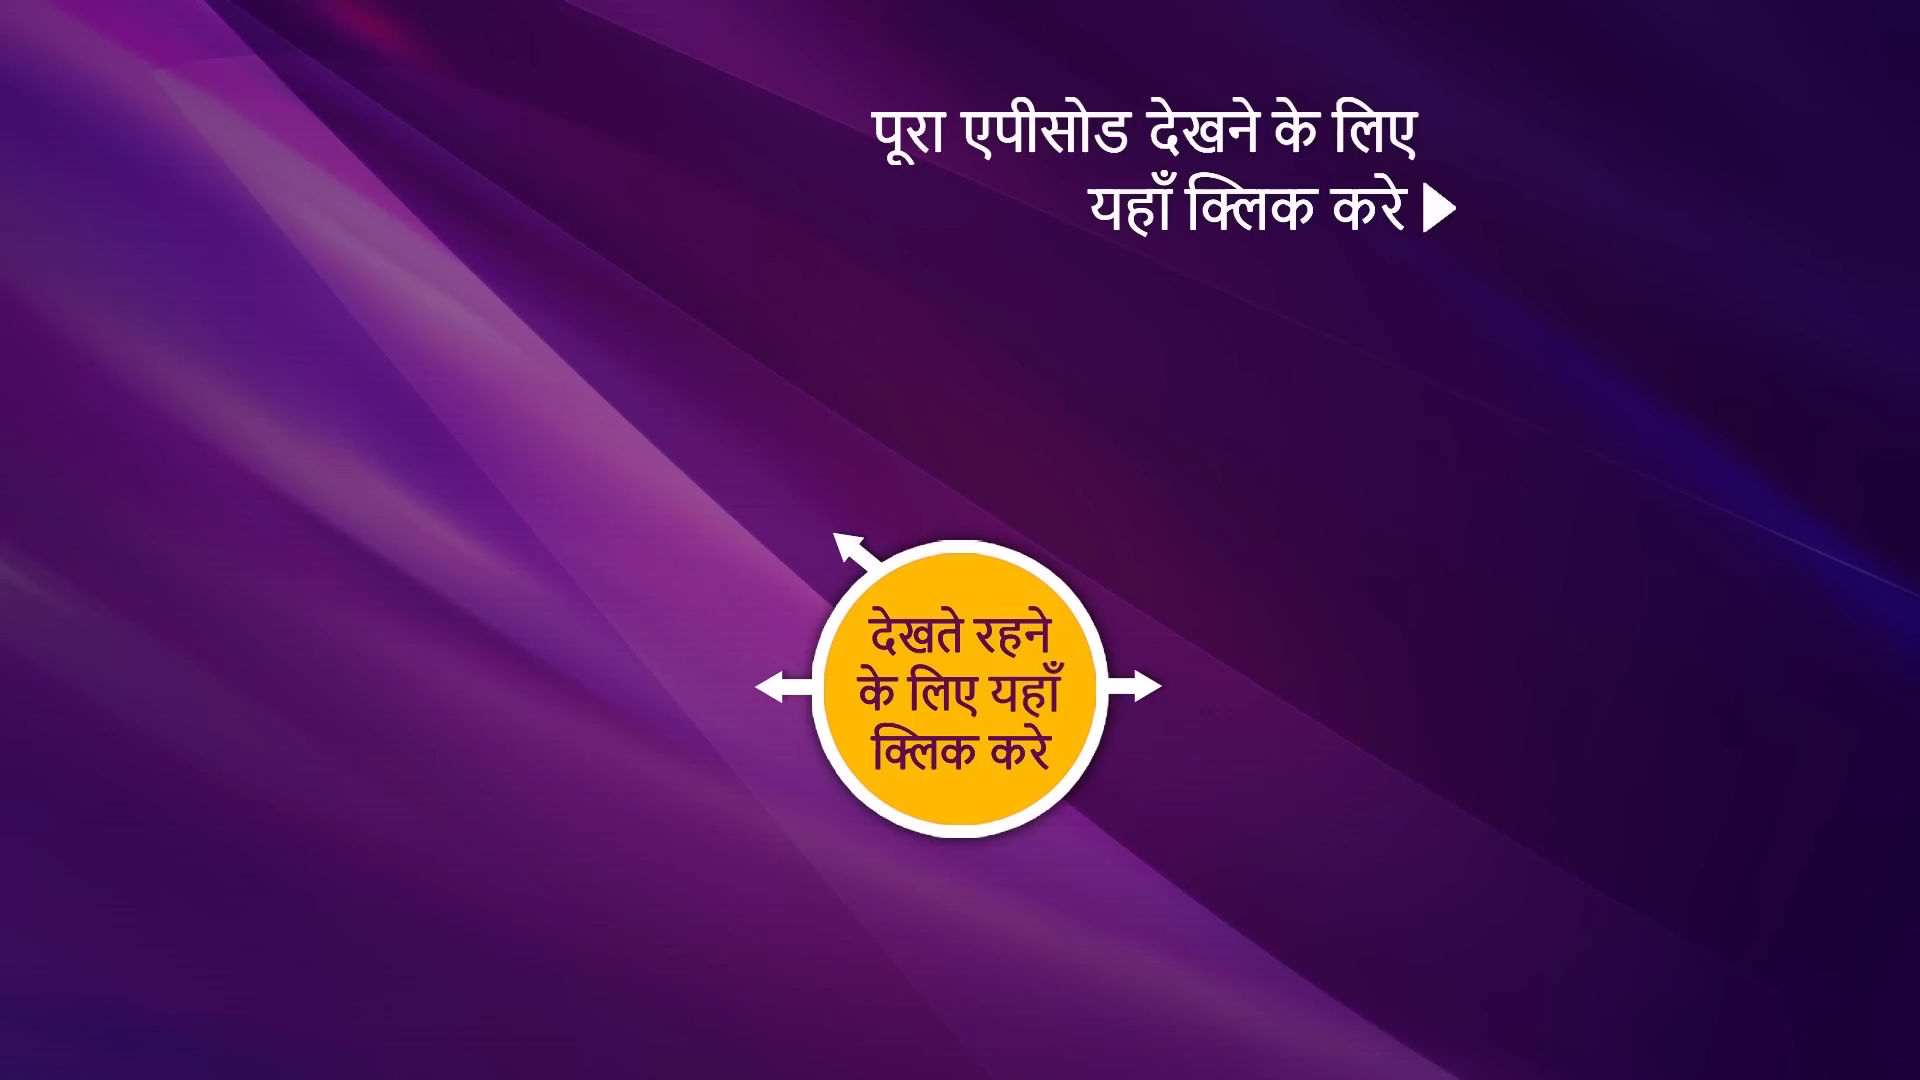 पूरा एपीसोड देखने के लिए
यहाँ क्लिक करे
देखते रहने
के लिए यहाँ
क्लिक करे